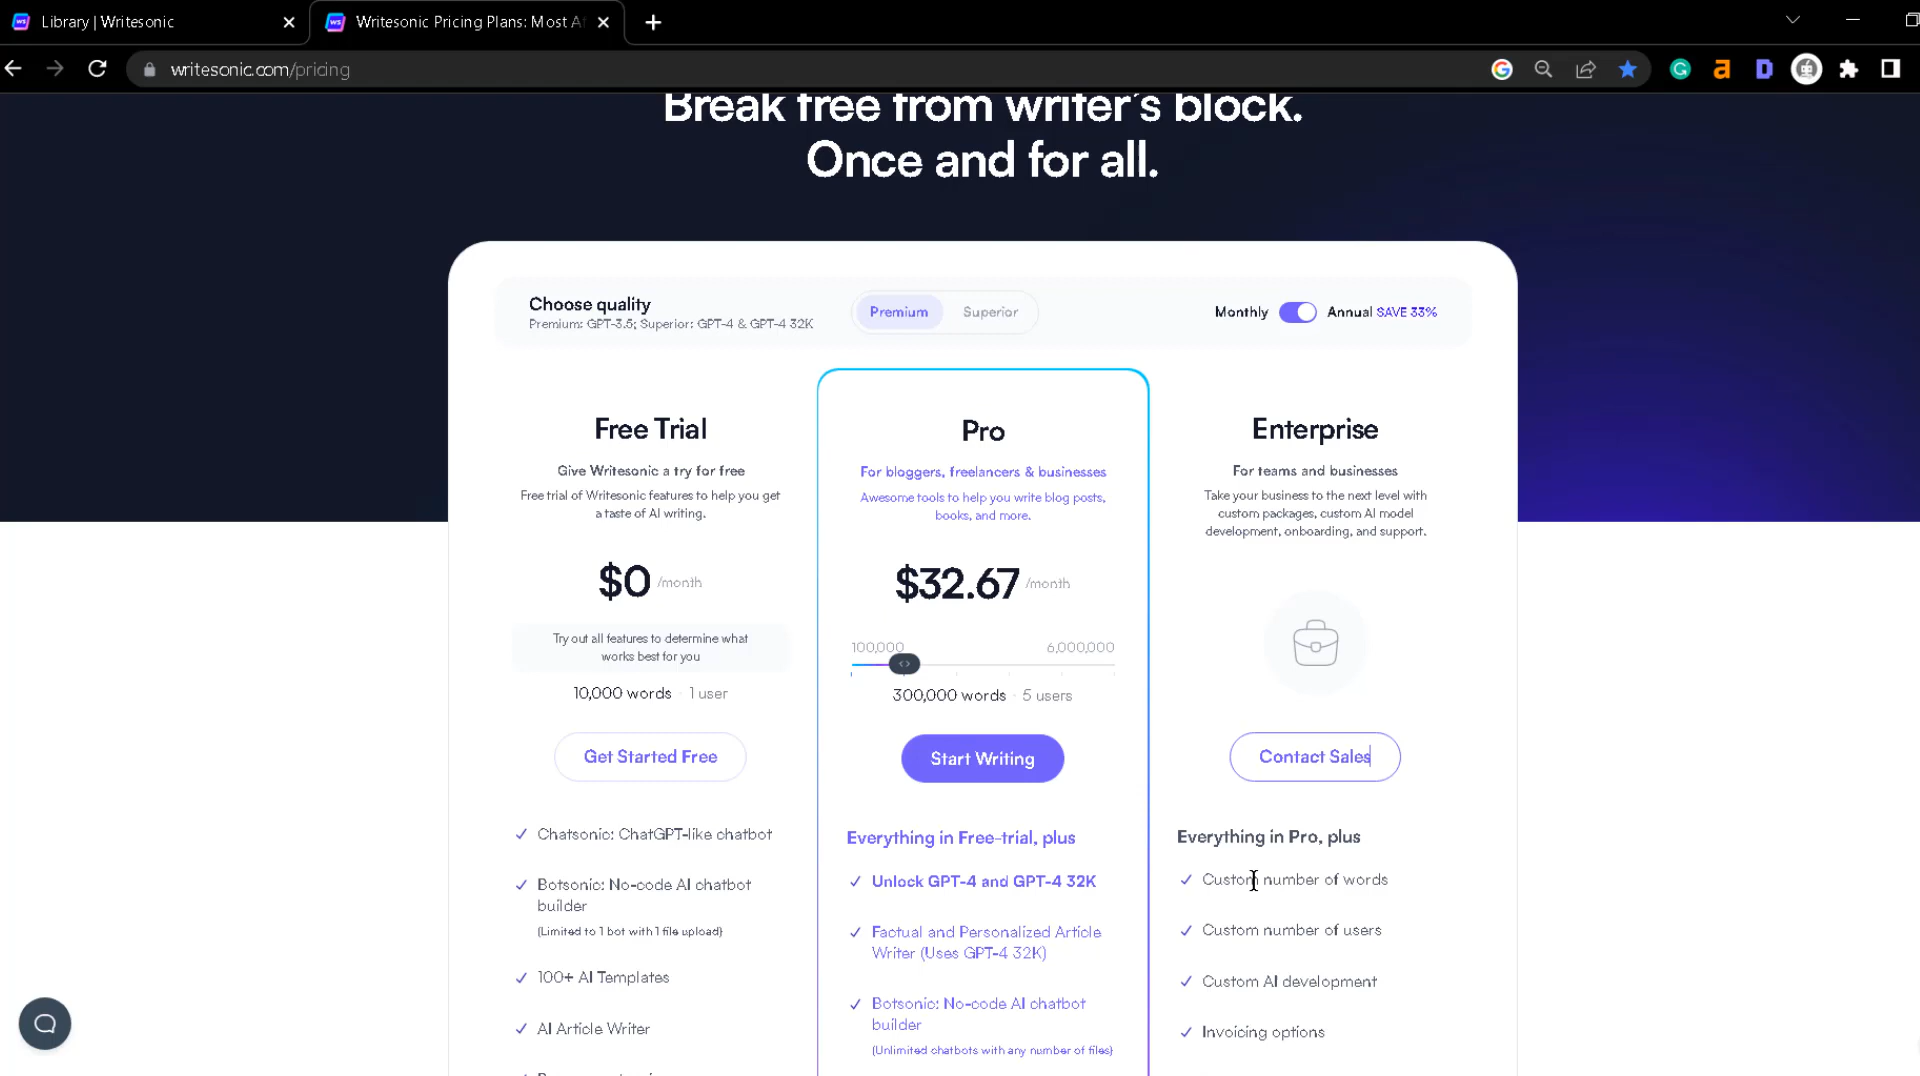 Library | Writesonic
Writesonic Pricing Plans: Most Af
writesonic.com/pricing
Break free from writer's block.
Once and for all.
Choose quality
Premium: GPT-3.5; Superior: GPT-4 & GPT-4 32K
Premium
Superior
Monthly
Annual SAVE 33%
Free Trial
Give Writesonic a try for free
Free trial of Writesonic features to help you get
a taste of AI writing.
$0 /month
Try out all features to determine what
works best for you
10,000 words · 1 user
Get Started Free
Chatsonic: ChatGPT-like chatbot
Botsonic: No-code AI chatbot
builder
(Limited to 1 bot with 1 file upload)
100+ AI Templates
AI Article Writer
Pro
For bloggers, freelancers & businesses
Awesome tools to help you write blog posts,
books, and more.
$32.67 /month
100,000
6,000,000
300,000 words · 5 users
Start Writing
Everything in Free-trial, plus
Unlock GPT-4 and GPT-4 32K
Factual and Personalized Article
Writer (Uses GPT-4 32K)
Botsonic: No-code AI chatbot
builder
(Unlimited chatbots with any number of files)
Enterprise
For teams and businesses
Take your business to the next level with
custom packages, custom AI model
development, onboarding, and support.
Contact Sales
Everything in Pro, plus
Custom number of words
Custom number of users
Custom AI development
Invoicing options